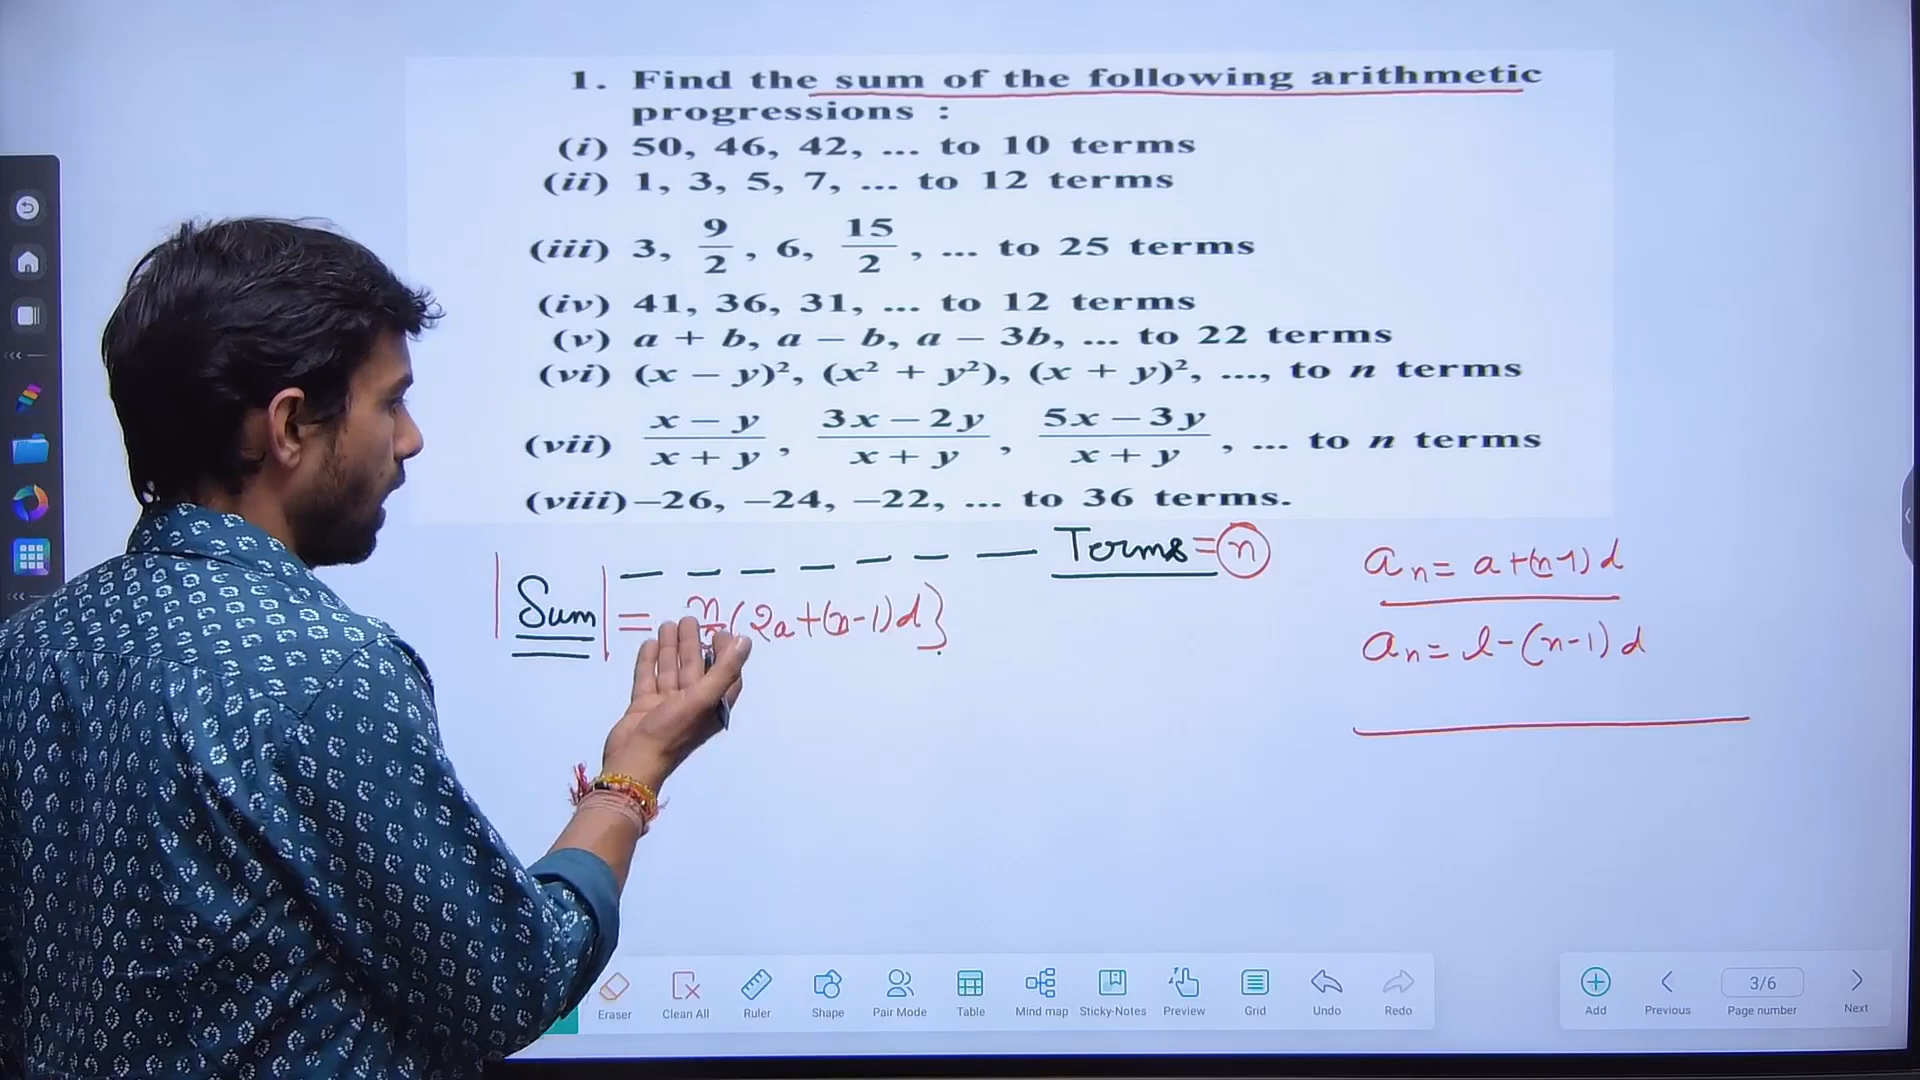 1. Find the sum of the following arithmetic
progressions :
(i) 50, 46, 42, ... to 10 terms
(ii) 1, 3, 5, 7, ... to 12 terms
(iii) 3, 9/2, 6, 15/2, ... to 25 terms
(iv) 41, 36, 31, ... to 12 terms
(v) a + b, a − b, a − 3b, ... to 22 terms
(vi) (x − y)², (x² + y²), (x + y)², ..., to n terms
(vii) x − y/x + y, 3x − 2y/x + y, 5x − 3y/x + y, ... to n terms
(viii) −26, −24, −22, ... to 36 terms.
Terms = n
Sum = n (2a+(n-1)d}
an = a+(n-1)d
an = l-(n-1)d
Eraser Clean All Ruler Shape Pair Mode Table Mind map Sticky-Notes Preview Grid Undo Redo
Add Previous 3/6 Page number Next